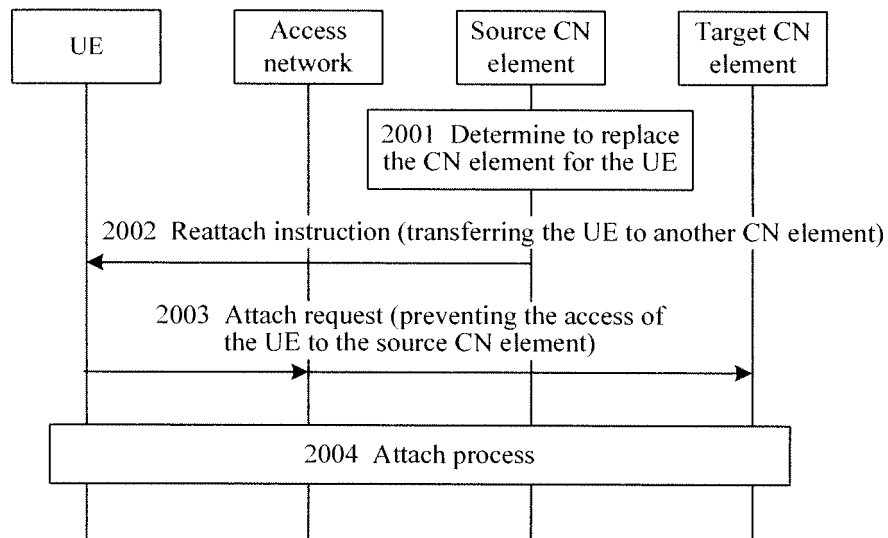 UE
Access
network
Source CN
element
Target CN
element
2001 Determine to replace
the CN element for the UE
2002 Reattach instruction (transferring the UE to another CN element)
2003 Attach request (preventing the access of
the UE to the source CN element)
2004 Attach process